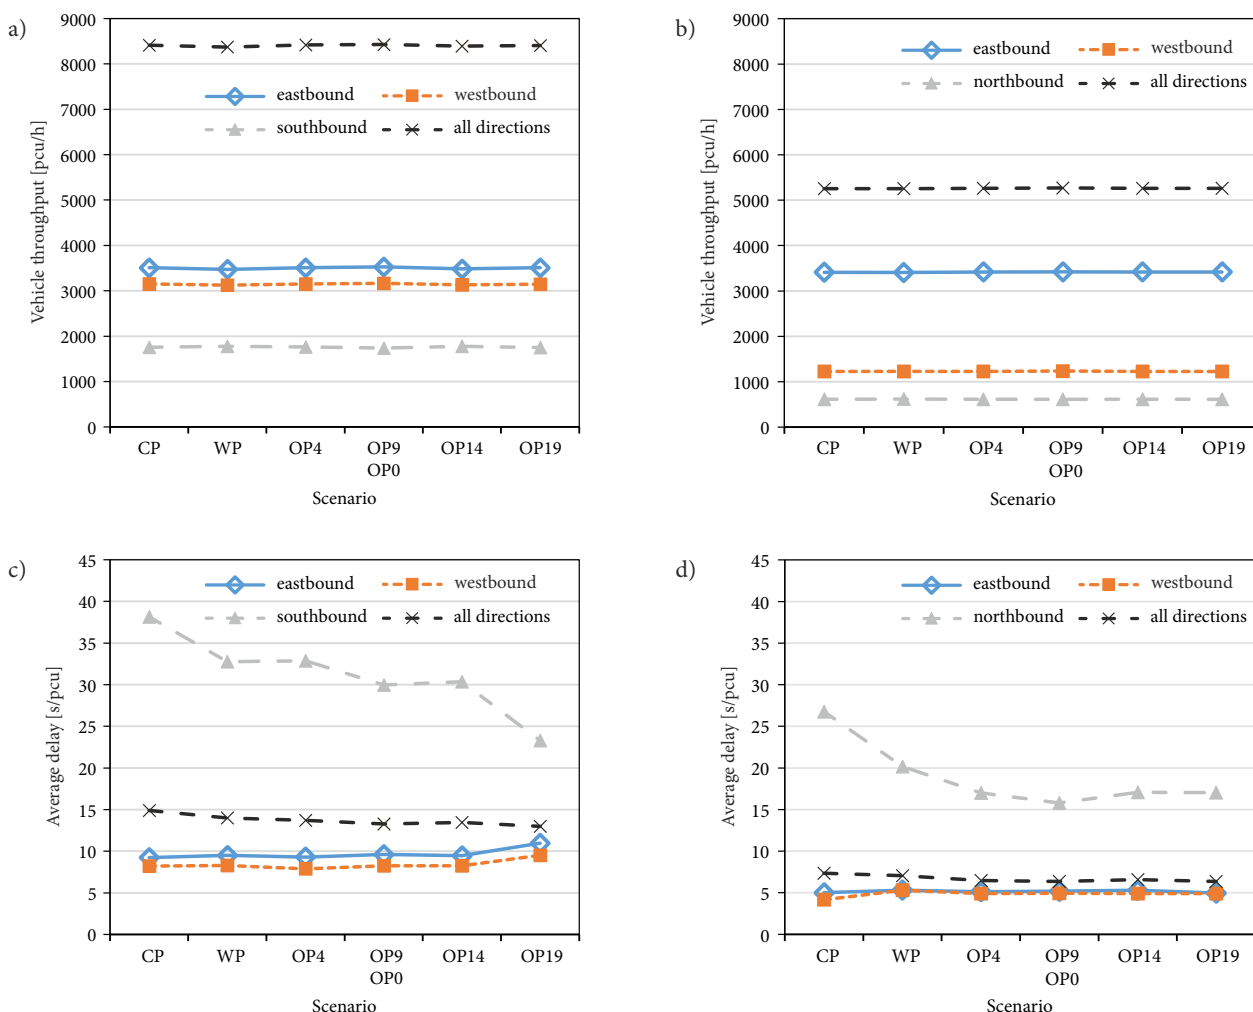 a)
Vehicle throughput [pcu/h]
9000
8000
7000
6000
5000
4000
3000
2000
1000
0
eastbound westbound
southbound all directions
CP WP OP4 OP9 OP14 OP19
OP0
Scenario
b)
Vehicle throughput [pcu/h]
9000
8000
7000
6000
5000
4000
3000
2000
1000
0
eastbound westbound
northbound all directions
CP WP OP4 OP9 OP14 OP19
OP0
Scenario
c)
Average delay [s/pcu]
45
40
35
30
25
20
15
10
5
0
eastbound westbound
southbound all directions
CP WP OP4 OP9 OP14 OP19
OP0
Scenario
d)
Average delay [s/pcu]
45
40
35
30
25
20
15
10
5
0
eastbound westbound
northbound all directions
CP WP OP4 OP9 OP14 OP19
OP0
Scenario